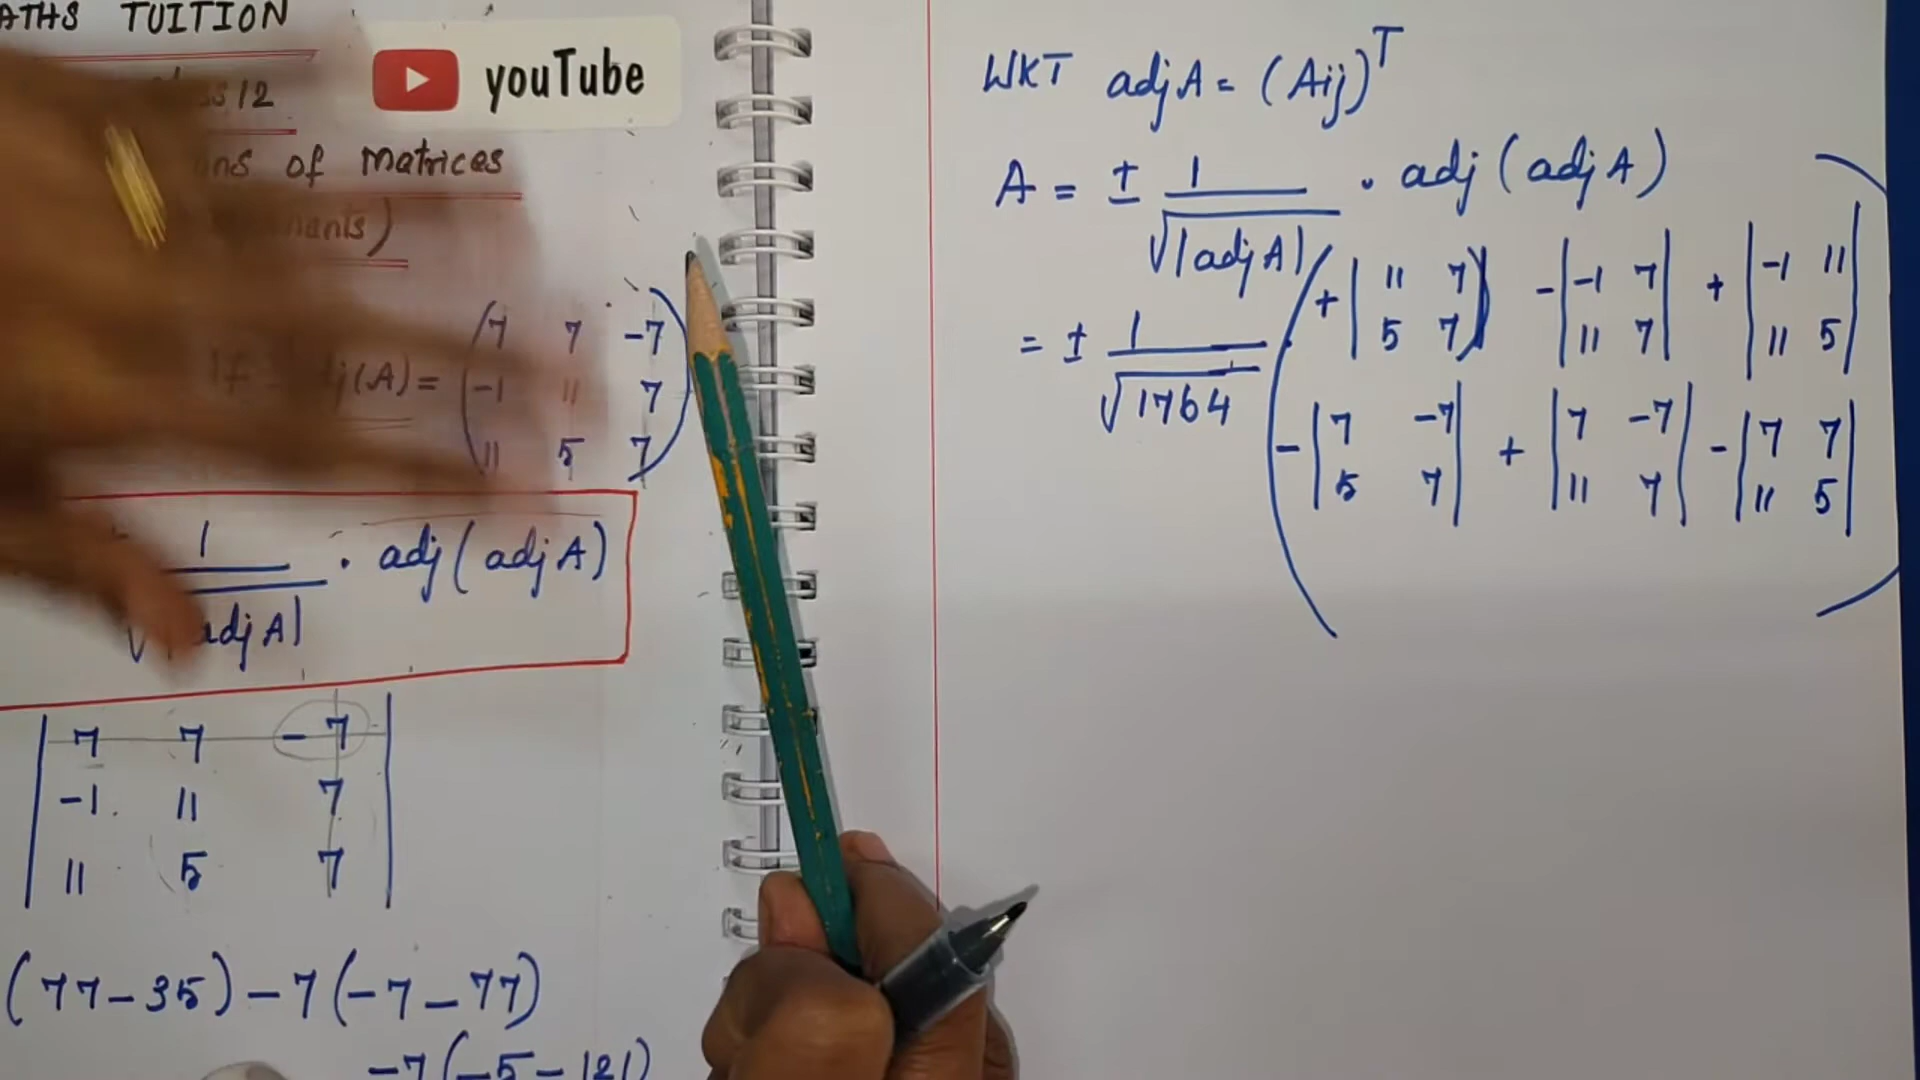 MATHS TUITION
YouTube
12
of Matrices
(A) = ( 7 7 -7
-1 11 7
11 5 7 )
1 / √|adj A| · adj (adj A)
| 7 7 -7 |
| -1 11 7 |
| 11 5 7 |
(77-35) -7(-7-77)
-7(-5-121)
WKT adj A = (Aij)^T
A = ± 1 / √|adj A| · adj (adj A)
= ± 1 / √1764 · ( + | 11 7 ; 5 7 | - | -1 7 ; 11 7 | + | -1 11 ; 11 5 |
- | 7 -7 ; 5 7 | + | 7 -7 ; 11 7 | - | 7 7 ; 11 5 | )